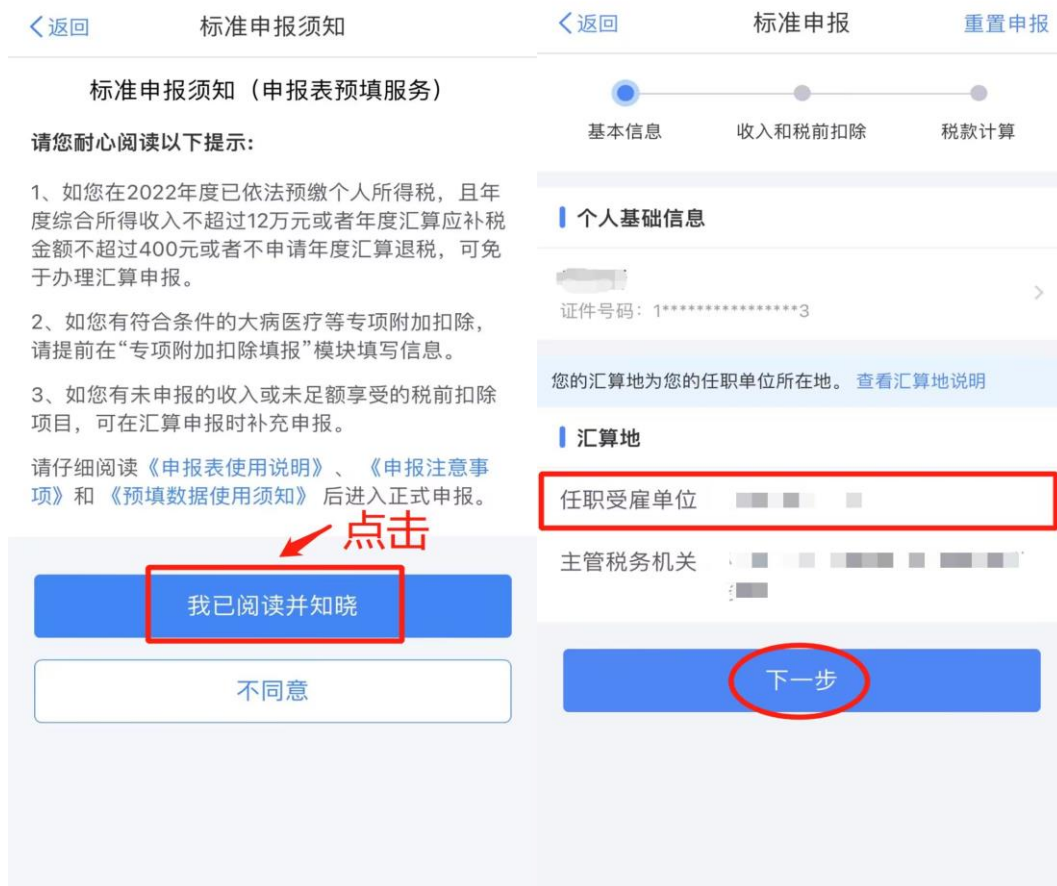 返回
标准申报须知
标准申报须知（申报表预填服务）
请您耐心阅读以下提示:
1、如您在2022年度已依法预缴个人所得税，且年
度综合所得收入不超过12万元或者年度汇算应补税
金额不超过400元或者不申请年度汇算退税，可免
于办理汇算申报。
2、如您有符合条件的大病医疗等专项附加扣除，
请提前在“专项附加扣除填报”模块填写信息。
3、如您有未申报的收入或未足额享受的税前扣除
项目，可在汇算申报时补充申报。
请仔细阅读《申报表使用说明》、《申报注意事
项》和《预填数据使用须知》后进入正式申报。
点击
我已阅读并知晓
不同意
返回
标准申报
重置申报
基本信息
收入和税前扣除
税款计算
个人基础信息
证件号码：1****************3
您的汇算地为您的任职单位所在地。 查看汇算地说明
汇算地
任职受雇单位
主管税务机关
下一步